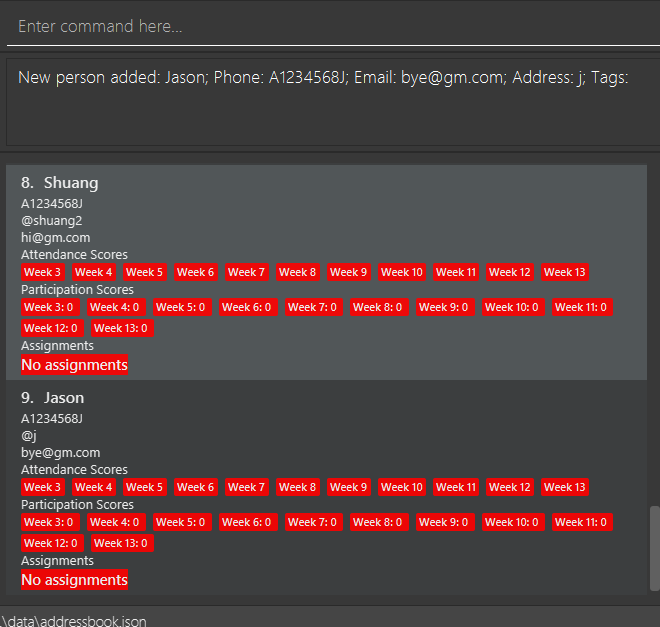 Enter command here...
New person added: Jason; Phone: A1234568J; Email: bye@gm.com; Address: j; Tags:
8. Shuang
A1234568J
@shuang2
hi@gm.com
Attendance Scores
Week 3 Week 4 Week 5 Week 6 Week 7 Week 8 Week 9 Week 10 Week 11 Week 12 Week 13
Participation Scores
Week 3: 0 Week 4: 0 Week 5: 0 Week 6: 0 Week 7: 0 Week 8: 0 Week 9: 0 Week 10: 0 Week 11: 0
Week 12: 0 Week 13: 0
Assignments
No assignments
9. Jason
A1234568J
@j
bye@gm.com
Attendance Scores
Week 3 Week 4 Week 5 Week 6 Week 7 Week 8 Week 9 Week 10 Week 11 Week 12 Week 13
Participation Scores
Week 3: 0 Week 4: 0 Week 5: 0 Week 6: 0 Week 7: 0 Week 8: 0 Week 9: 0 Week 10: 0 Week 11: 0
Week 12: 0 Week 13: 0
Assignments
No assignments
.\data\addressbook.json